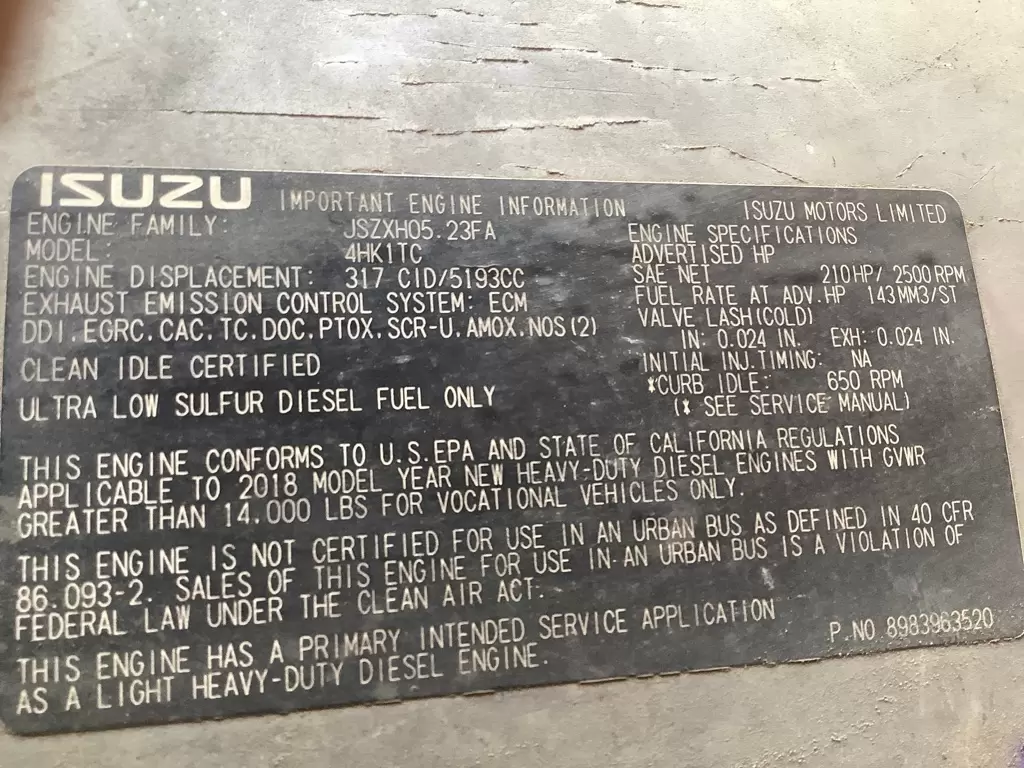 ISUZU IMPORTANT ENGINE INFORMATION ISUZU MOTORS LIMITED
ENGINE FAMILY: JSZXH05.23FA
MODEL: 4HK1TC
ENGINE DISPLACEMENT: 317 CID/5193CC
EXHAUST EMISSION CONTROL SYSTEM: ECM
DDI.EGRC.CAC.TC.DOC.PTOX.SCR-U.AMOX.NOS(2)
CLEAN IDLE CERTIFIED
ULTRA LOW SULFUR DIESEL FUEL ONLY
ENGINE SPECIFICATIONS
ADVERTISED HP
SAE NET 210HP/2500RPM
FUEL RATE AT ADV.HP 143MM3/ST
VALVE LASH(COLD)
IN: 0.024 IN. EXH: 0.024 IN.
INITIAL INJ.TIMING: NA
*CURB IDLE: 650 RPM
(* SEE SERVICE MANUAL)
THIS ENGINE CONFORMS TO U.S.EPA AND STATE OF CALIFORNIA REGULATIONS
APPLICABLE TO 2018 MODEL YEAR NEW HEAVY-DUTY DIESEL ENGINES WITH GVWR
GREATER THAN 14.000 LBS FOR VOCATIONAL VEHICLES ONLY.
THIS ENGINE IS NOT CERTIFIED FOR USE IN AN URBAN BUS AS DEFINED IN 40 CFR
86.093-2. SALES OF THIS ENGINE FOR USE IN AN URBAN BUS IS A VIOLATION OF
FEDERAL LAW UNDER THE CLEAN AIR ACT.
THIS ENGINE HAS A PRIMARY INTENDED SERVICE APPLICATION
AS A LIGHT HEAVY-DUTY DIESEL ENGINE.
P.NO.8983963520